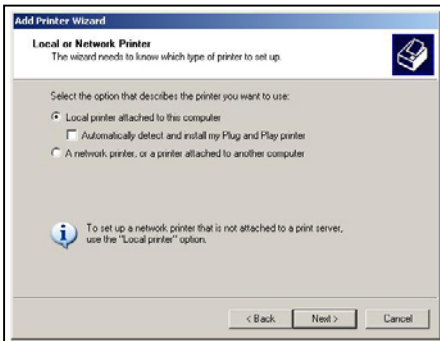 Add Printer Wizard
Local or Network Printer
The wizard needs to know which type of printer to set up.
Select the option that describes the printer you want to use:
Local printer attached to this computer
Automatically detect and install my Plug and Play printer
A network printer, or a printer attached to another computer
To set up a network printer that is not attached to a print server,
use the "Local printer" option.
< Back
Next >
Cancel